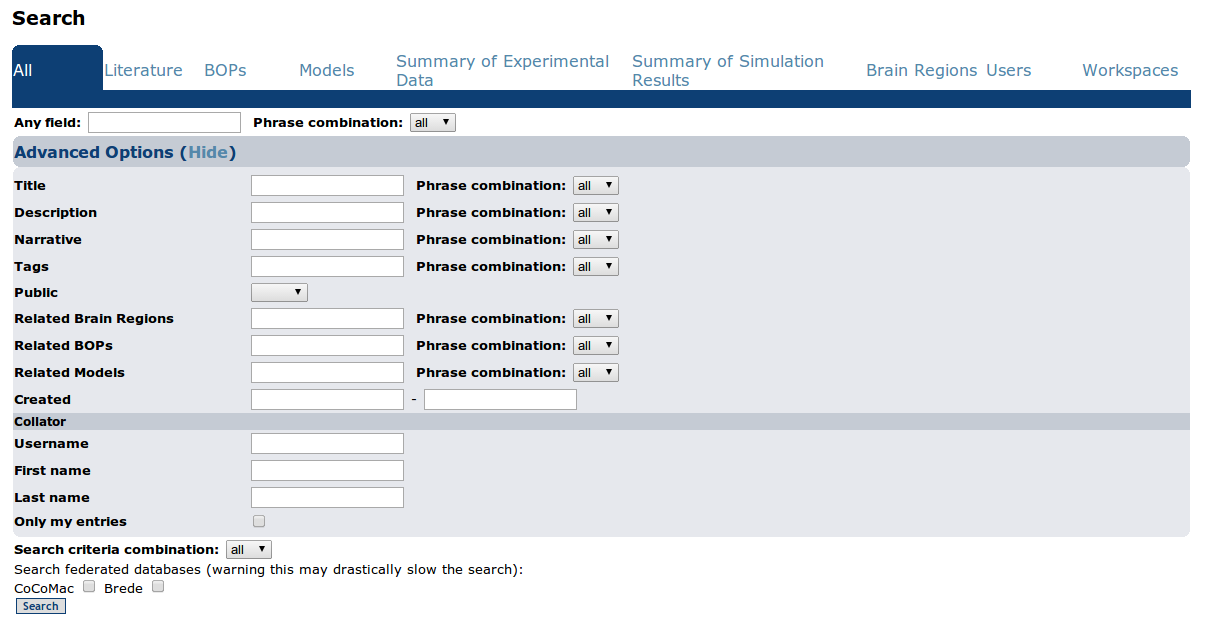 Search
All Literature BOPs Models Summary of Experimental Data Summary of Simulation Results Brain Regions Users Workspaces
Any field: Phrase combination: all
Advanced Options (Hide)
Title Phrase combination: all
Description Phrase combination: all
Narrative Phrase combination: all
Tags Phrase combination: all
Public
Related Brain Regions Phrase combination: all
Related BOPs Phrase combination: all
Related Models Phrase combination: all
Created -
Collator
Username
First name
Last name
Only my entries
Search criteria combination: all
Search federated databases (warning this may drastically slow the search):
CoCoMac Brede
Search